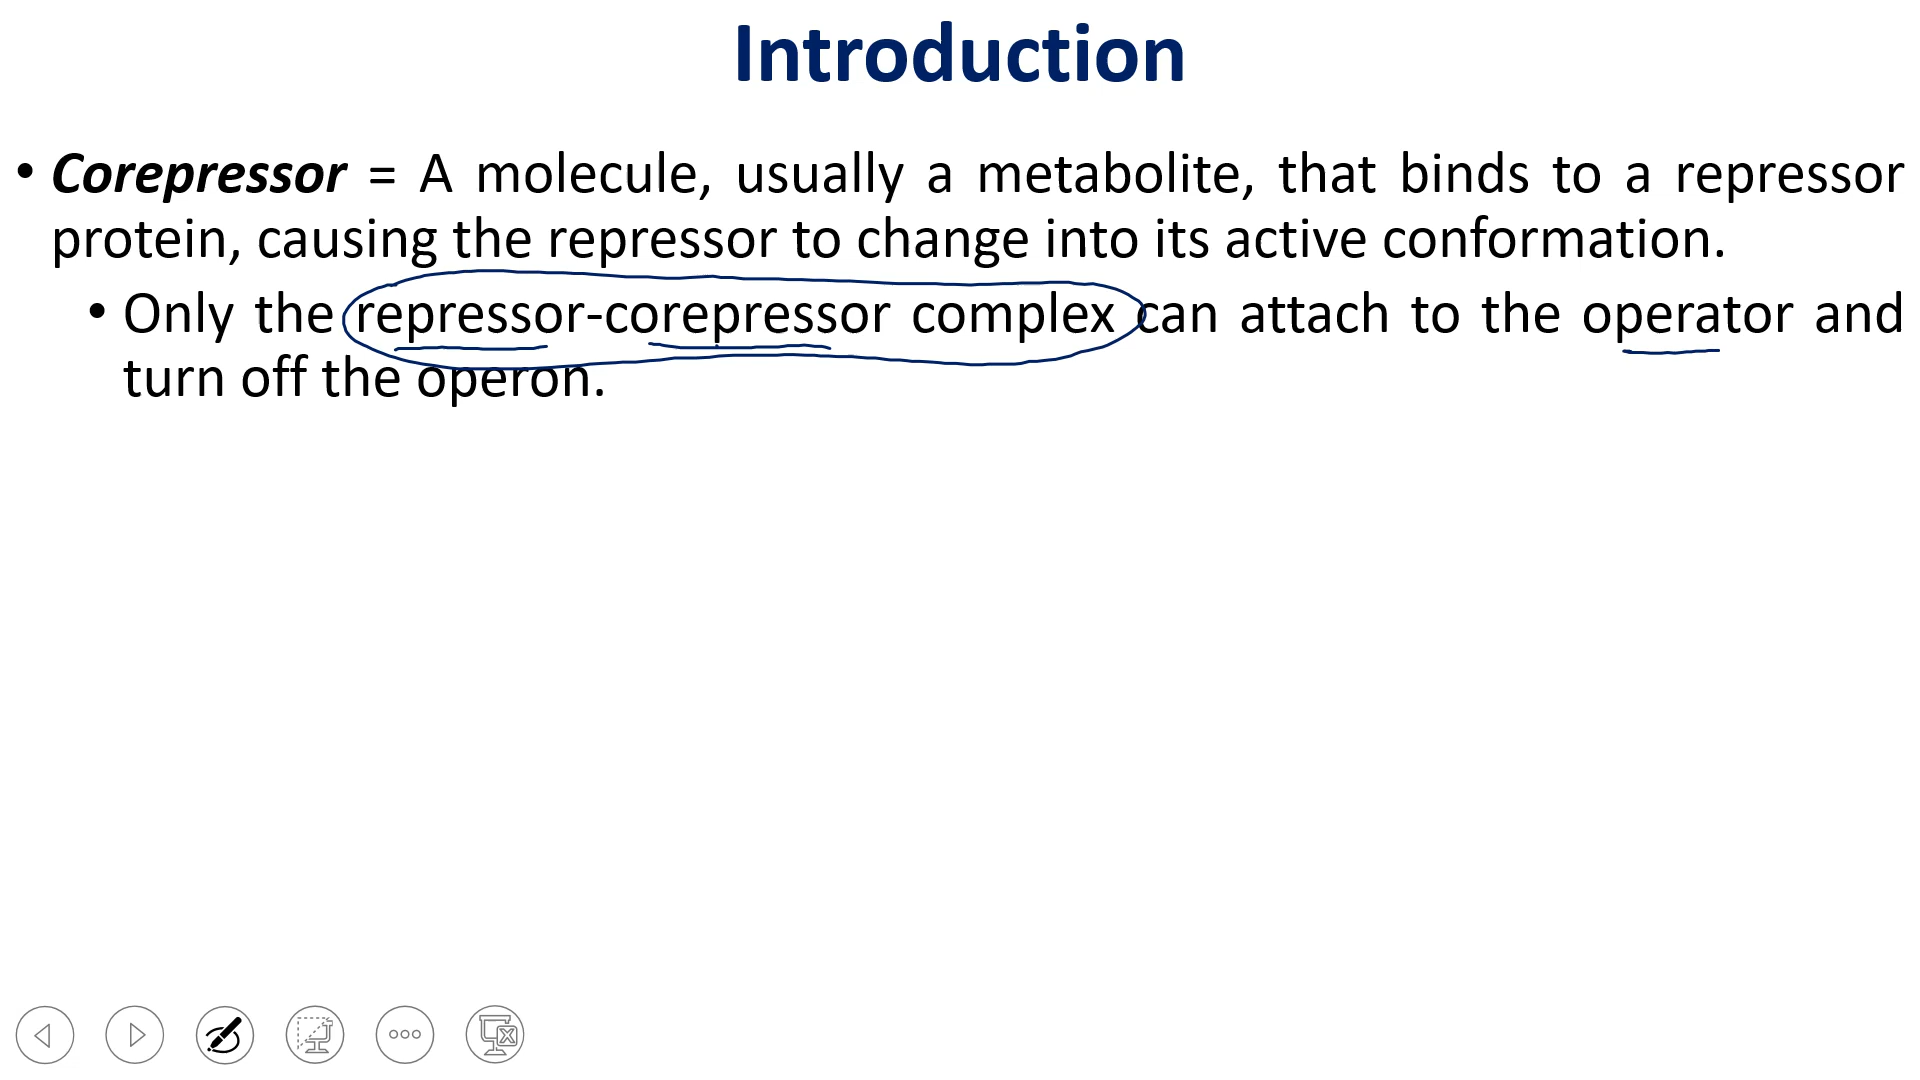 Introduction
• Corepressor = A molecule, usually a metabolite, that binds to a repressor
protein, causing the repressor to change into its active conformation.
• Only the repressor-corepressor complex can attach to the operator and
turn off the operon.